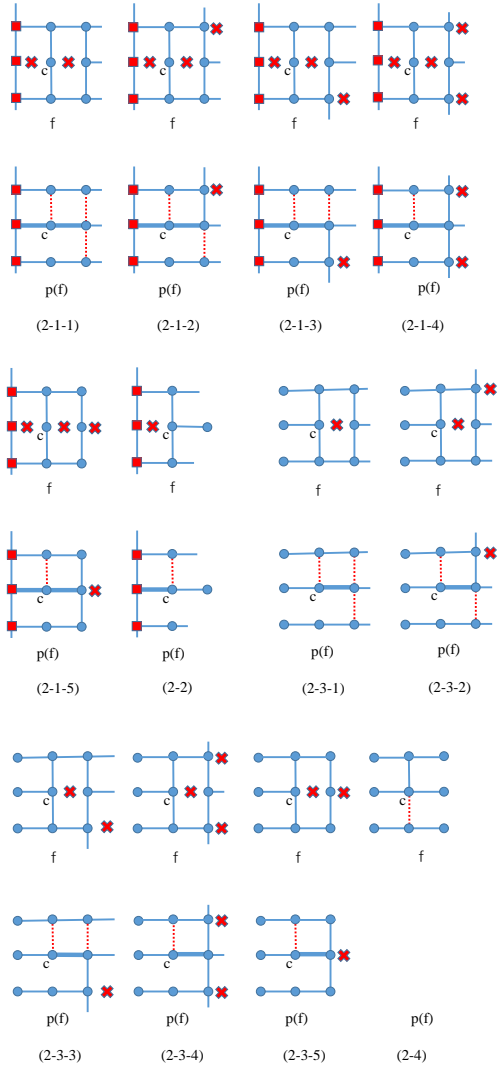 c c c c
f f f f
c c c c
p(f) p(f) p(f) p(f)
(2-1-1) (2-1-2) (2-1-3) (2-1-4)
c c c c
f f f f
c c c c
p(f) p(f) p(f) p(f)
(2-1-5) (2-2) (2-3-1) (2-3-2)
c c c c
f f f f
c c c
p(f) p(f) p(f) p(f)
(2-3-3) (2-3-4) (2-3-5) (2-4)